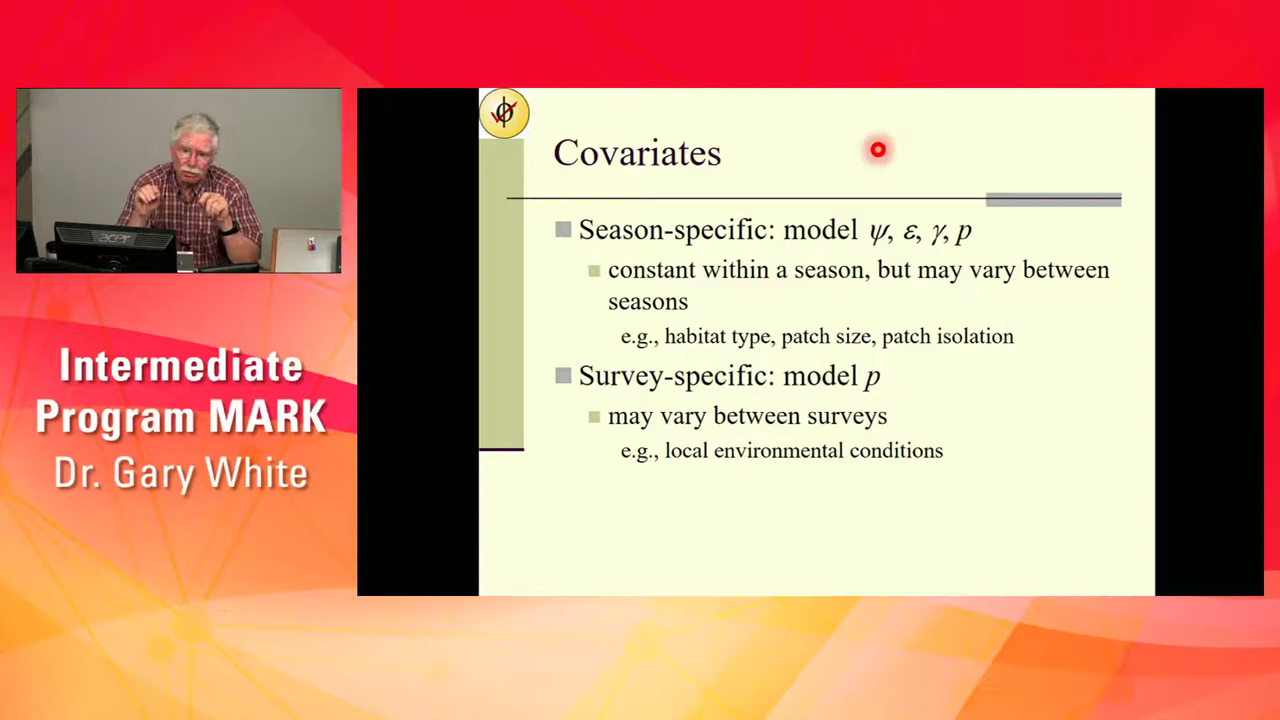 Covariates
Season-specific: model ψ, ε, γ, p
constant within a season, but may vary between
seasons
e.g., habitat type, patch size, patch isolation
Survey-specific: model p
may vary between surveys
e.g., local environmental conditions
acer
Intermediate
Program MARK
Dr. Gary White